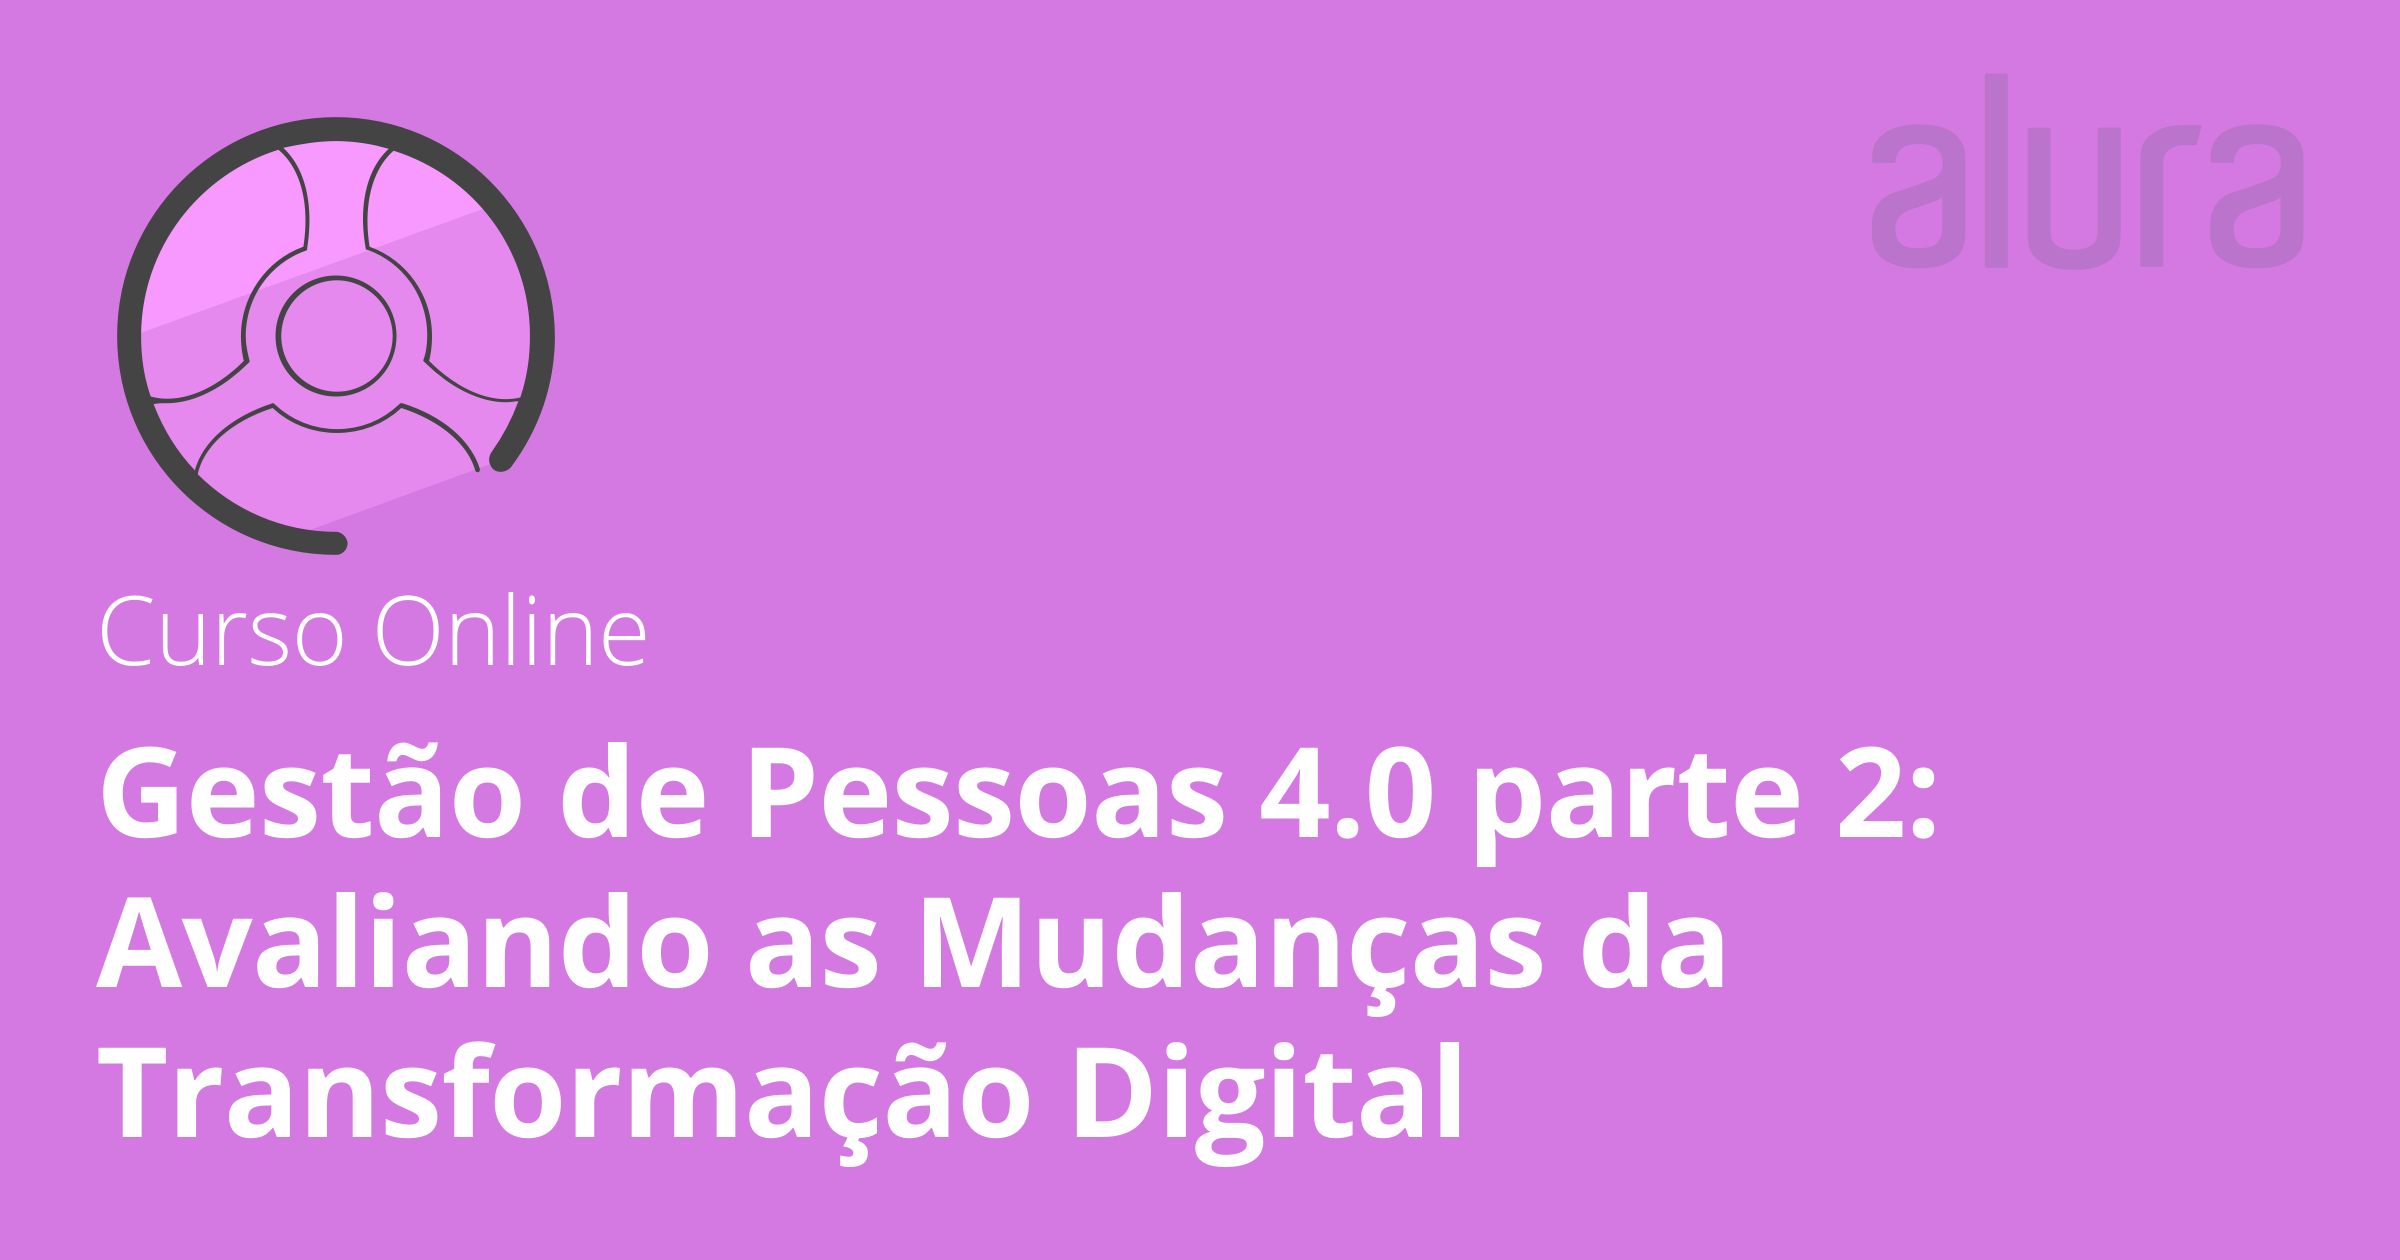 alura
Curso Online
Gestão de Pessoas 4.0 parte 2:
Avaliando as Mudanças da
Transformação Digital